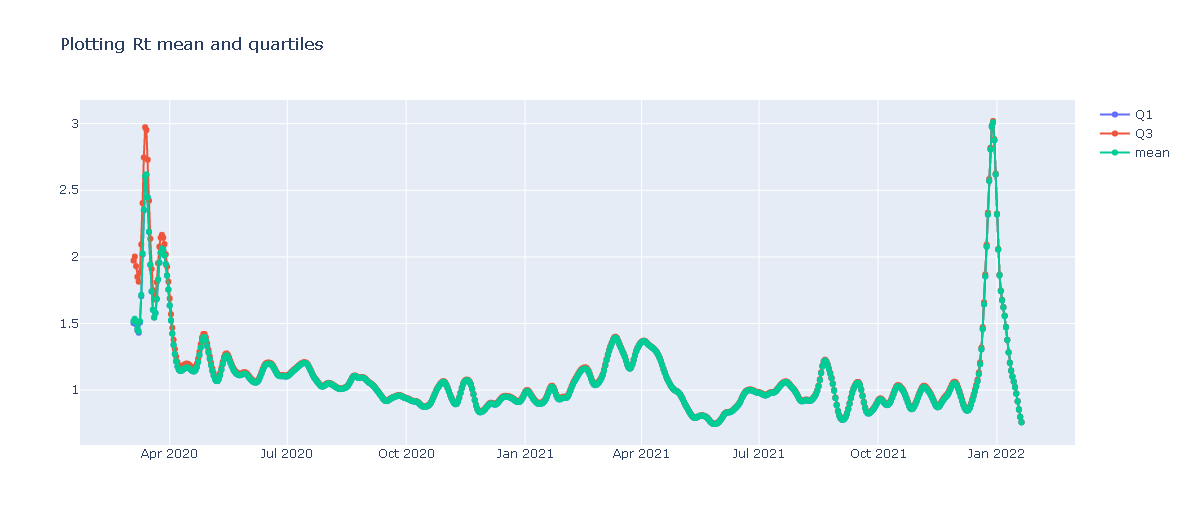 Plotting Rt mean and quartiles
Q1
Q3
mean
3
2.5
2
1.5
1
Apr 2020
Jul 2020
Oct 2020
Jan 2021
Apr 2021
Jul 2021
Oct 2021
Jan 2022